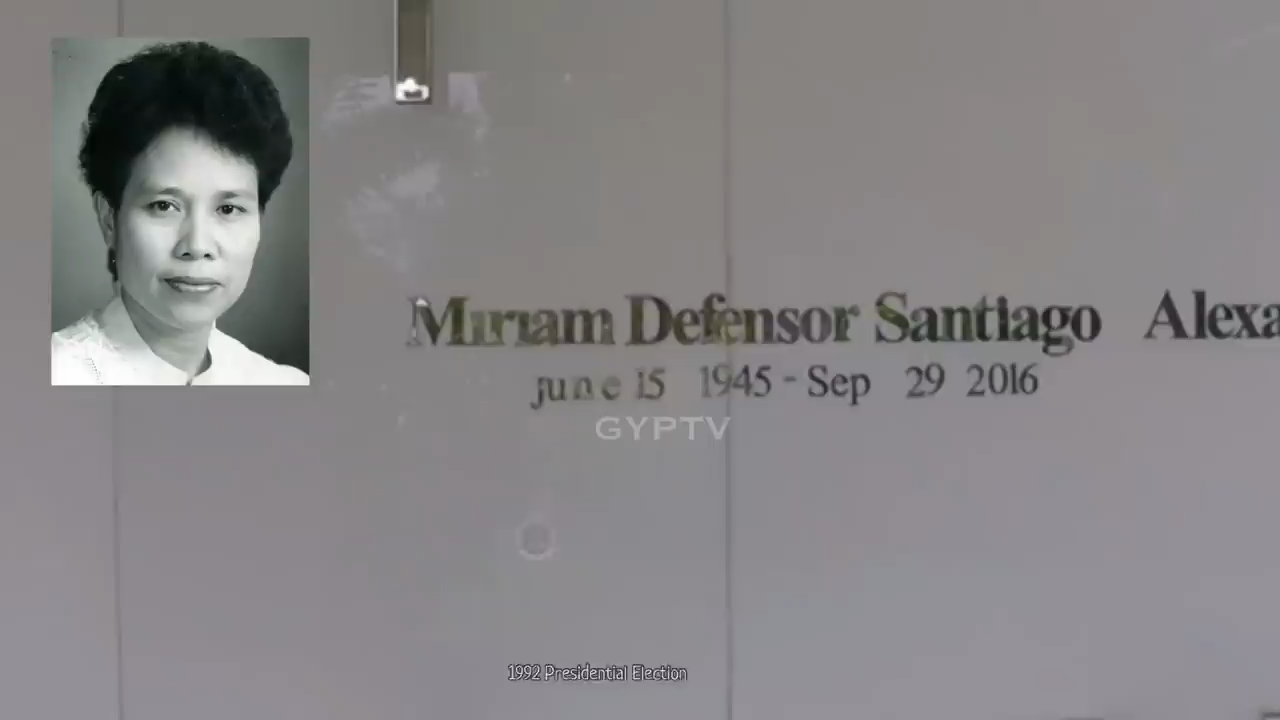 Miriam Defensor Santiago Alexa
june 15 1945 - Sep 29 2016
GYPTV
1992 Presidential Election